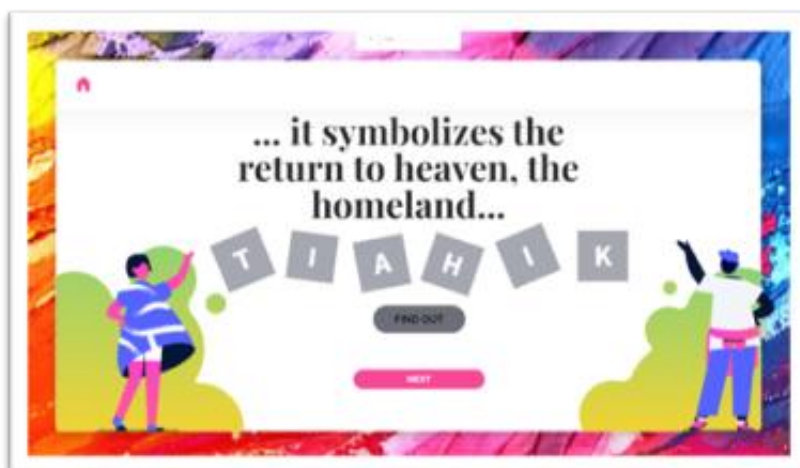 ... it symbolizes the
return to heaven, the
homeland...
T I A H I K
FIND OUT
NEXT